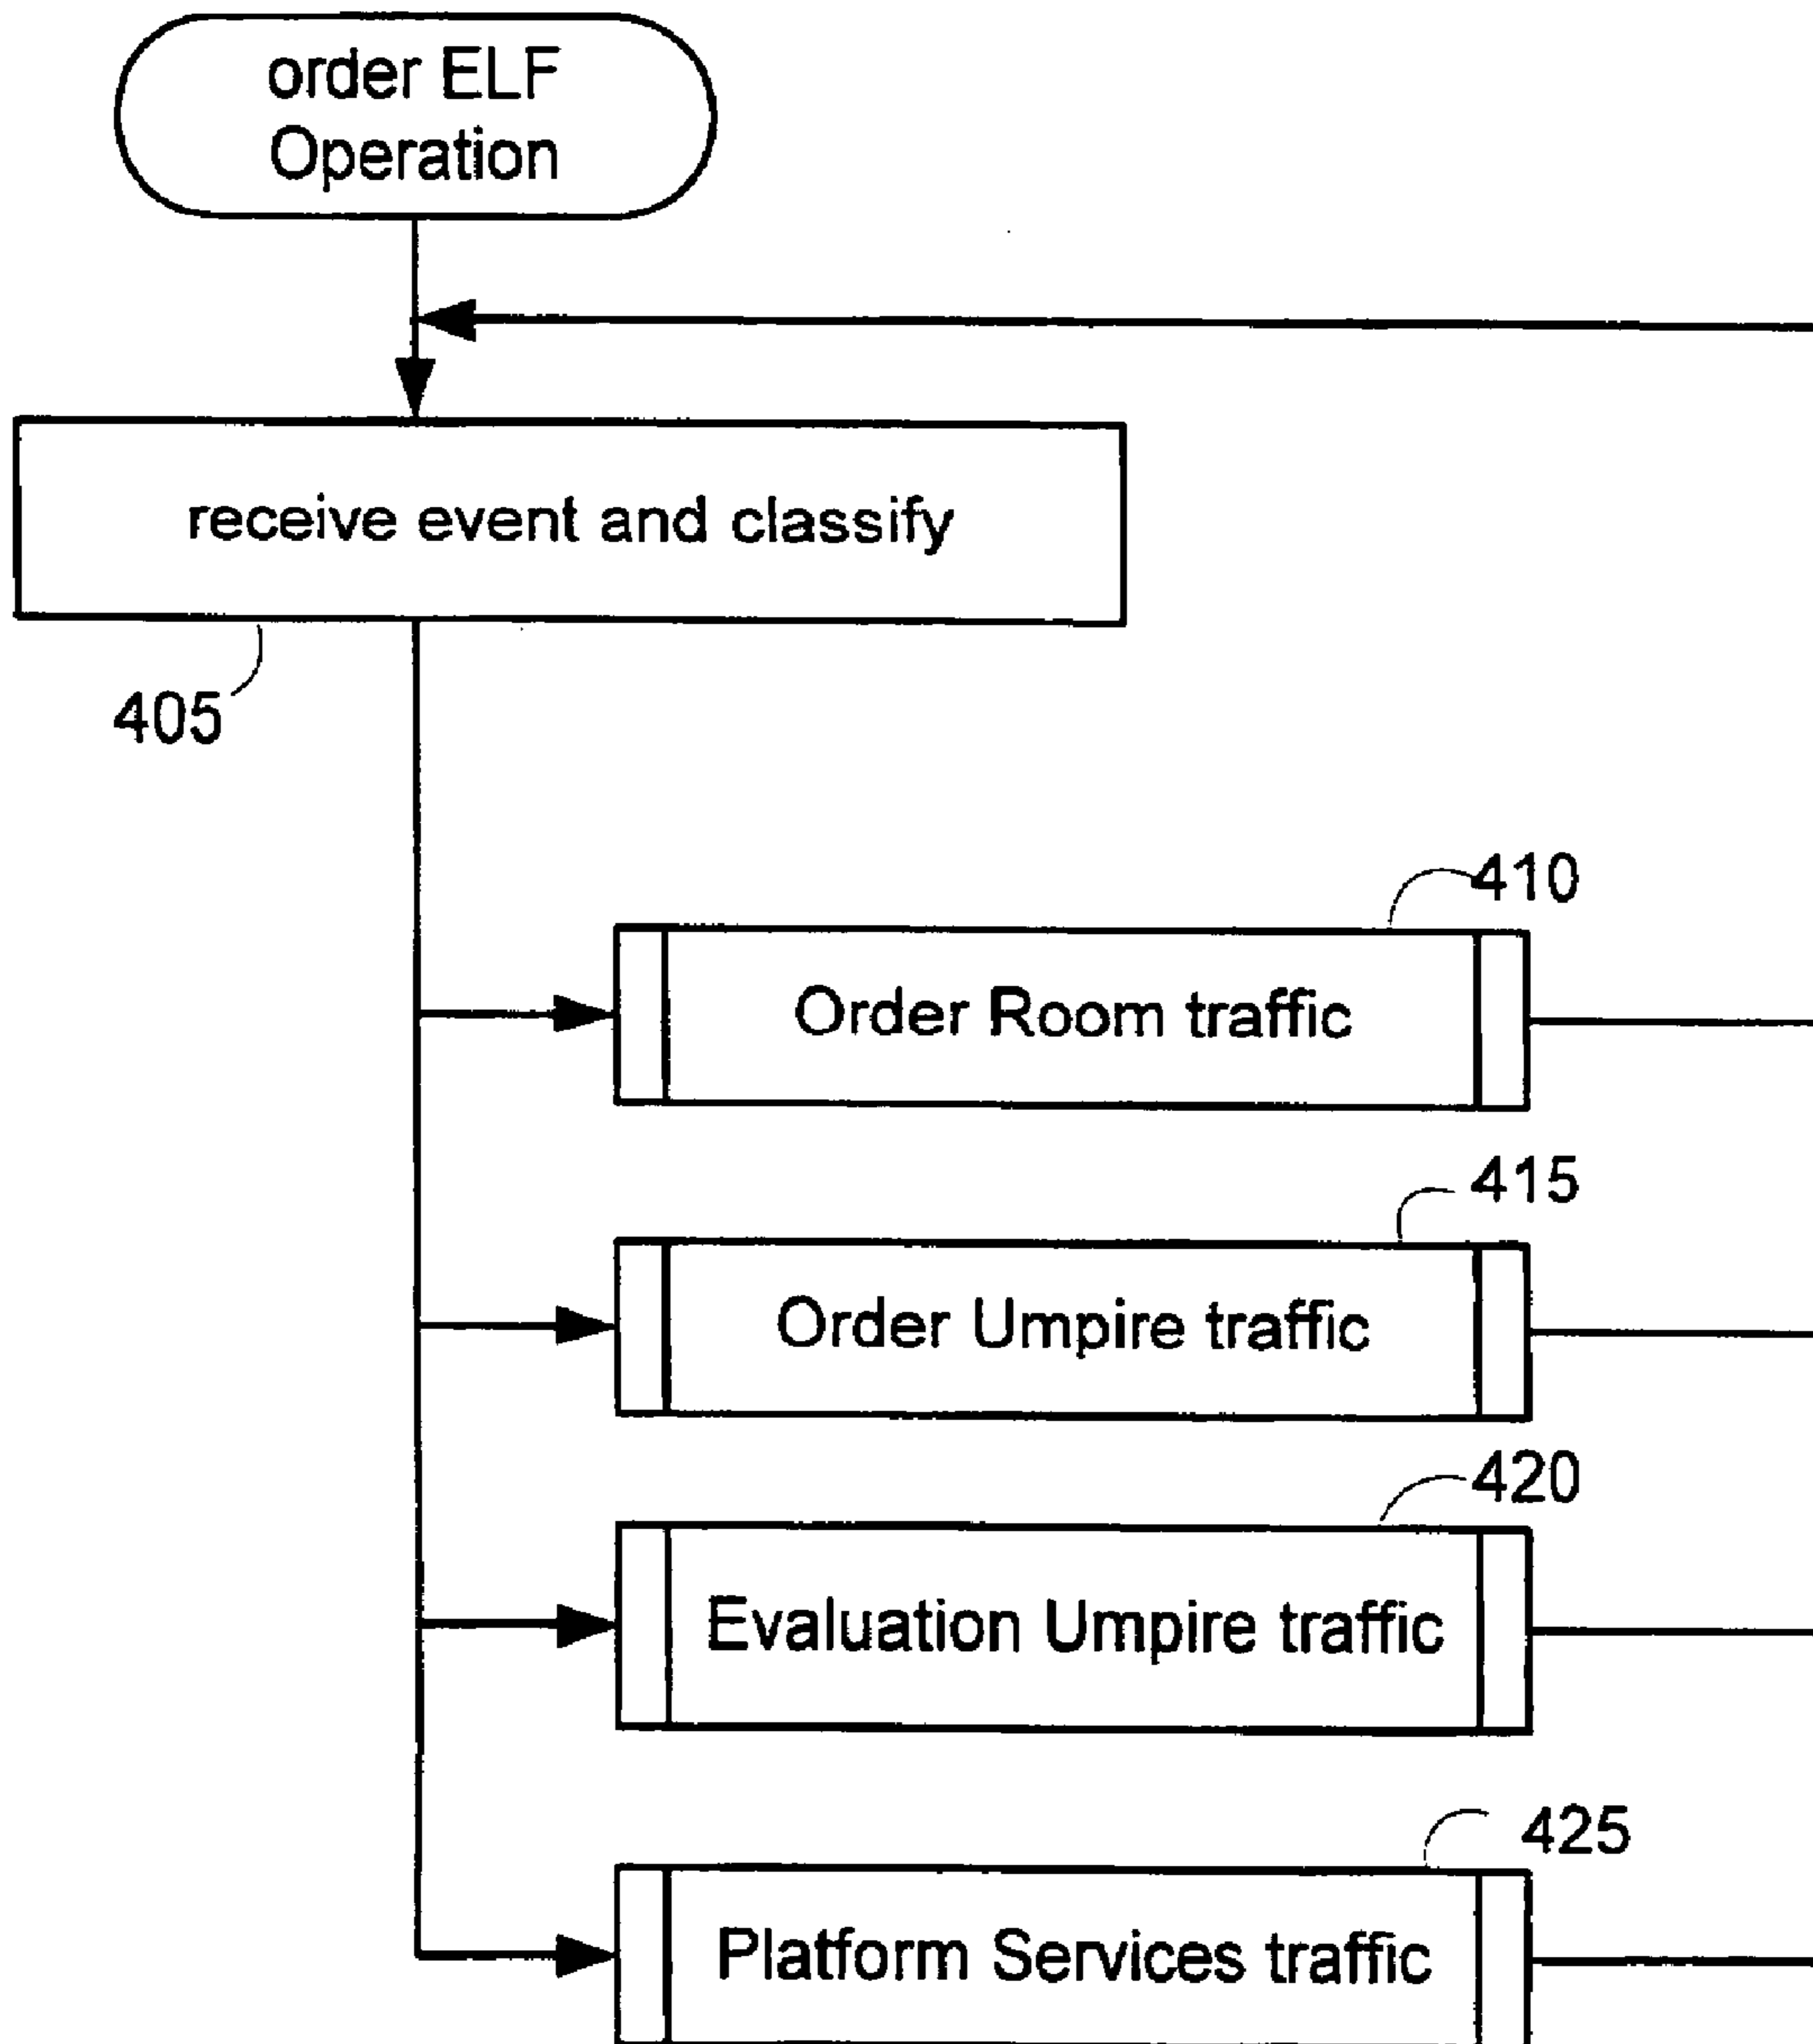 order ELF
Operation
receive event and classify
405
410
Order Room traffic
415
Order Umpire traffic
420
Evaluation Umpire traffic
425
Platform Services traffic